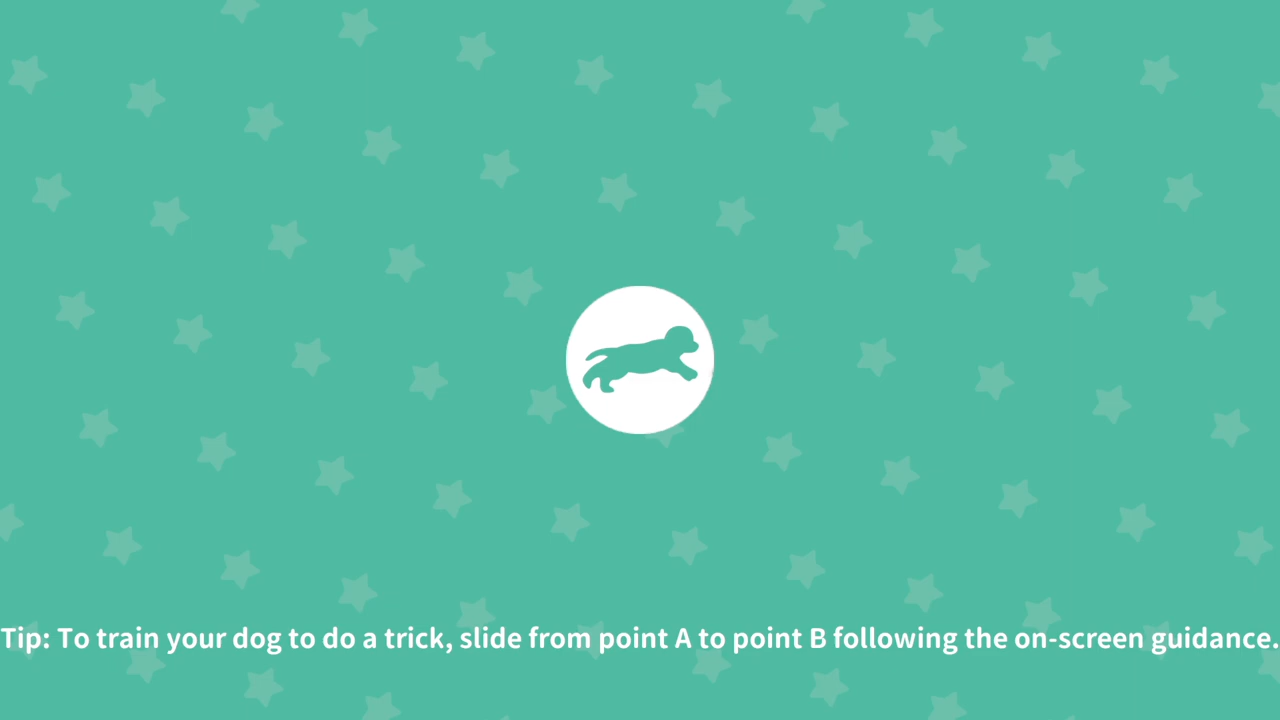 Tip: To train your dog to do a trick, slide from point A to point B following the on-screen guidance.